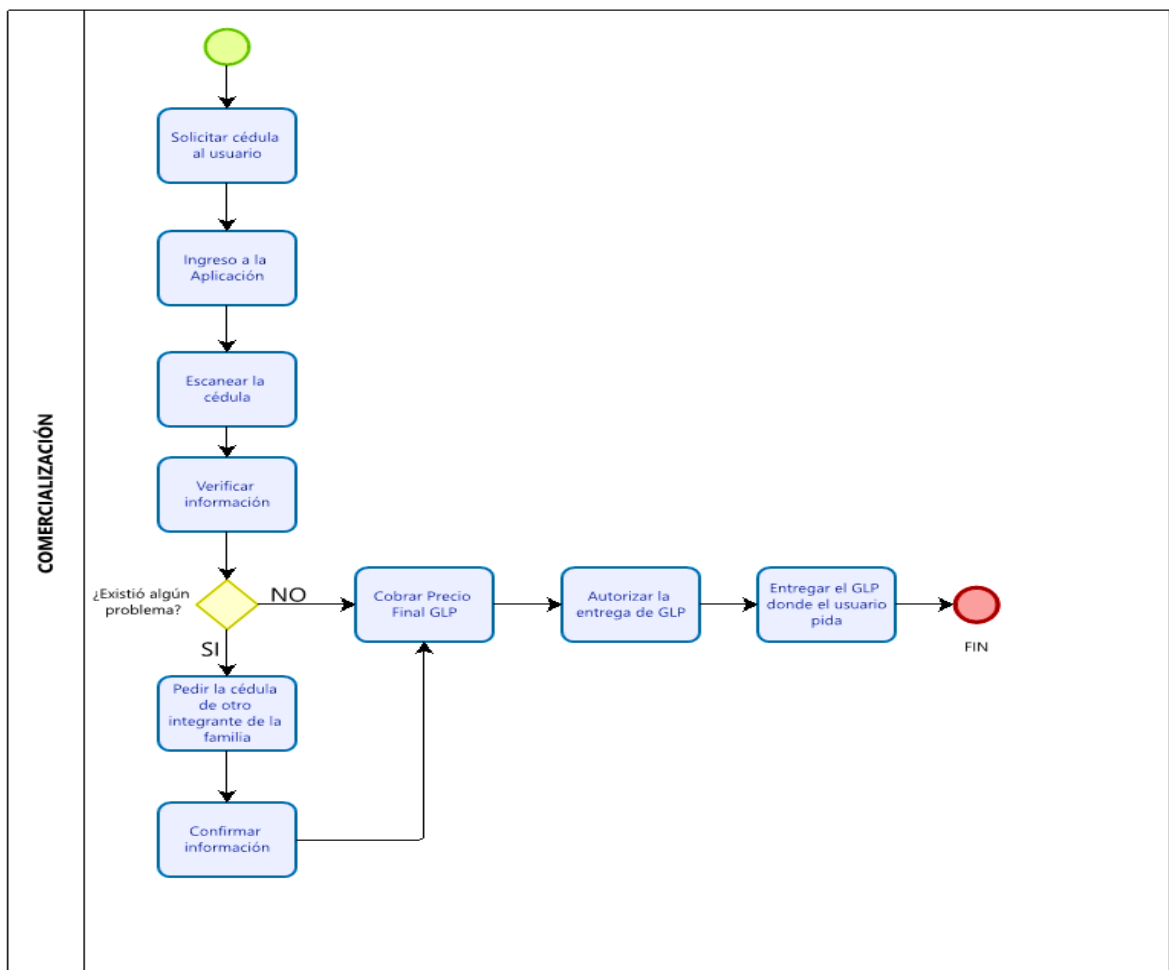 COMERCIALIZACIÓN
Solicitar cédula
al usuario
Ingreso a la
Aplicación
Escanear la
cédula
Verificar
información
¿Existió algún
problema?
NO
SI
Cobrar Precio
Final GLP
Autorizar la
entrega de GLP
Entregar el GLP
donde el usuario
pida
FIN
Pedir la cédula
de otro
integrante de la
familia
Confirmar
información